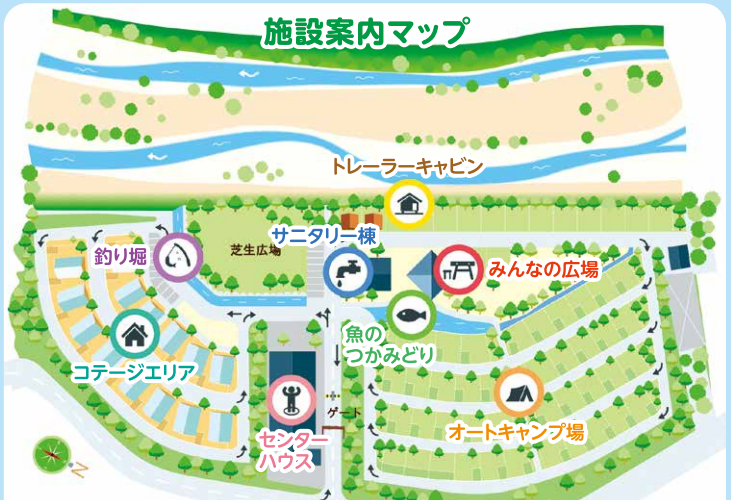 施設案内マップ
トレーラーキャビン
サニタリー棟
芝生広場
釣り堀
みんなの広場
魚の
つかみどり
コテージエリア
ゲート
オートキャンプ場
センター
ハウス
N